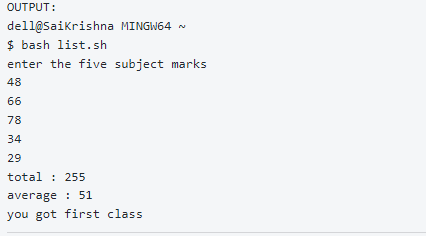 OUTPUT:
dell@SaiKrishna MINGW64 ~
$ bash list.sh
enter the five subject marks
48
66
78
34
29
total : 255
average : 51
you got first class